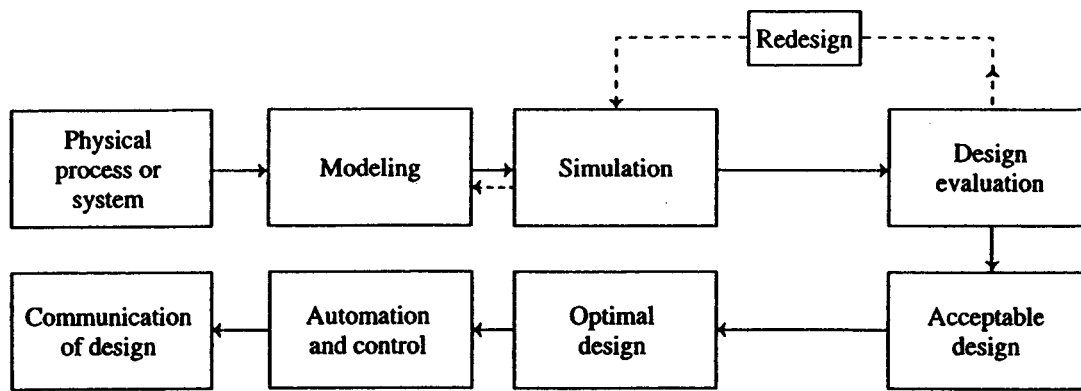 Redesign
Physical
process or
system
Modeling
Simulation
Design
evaluation
Communication
of design
Automation
and control
Optimal
design
Acceptable
design